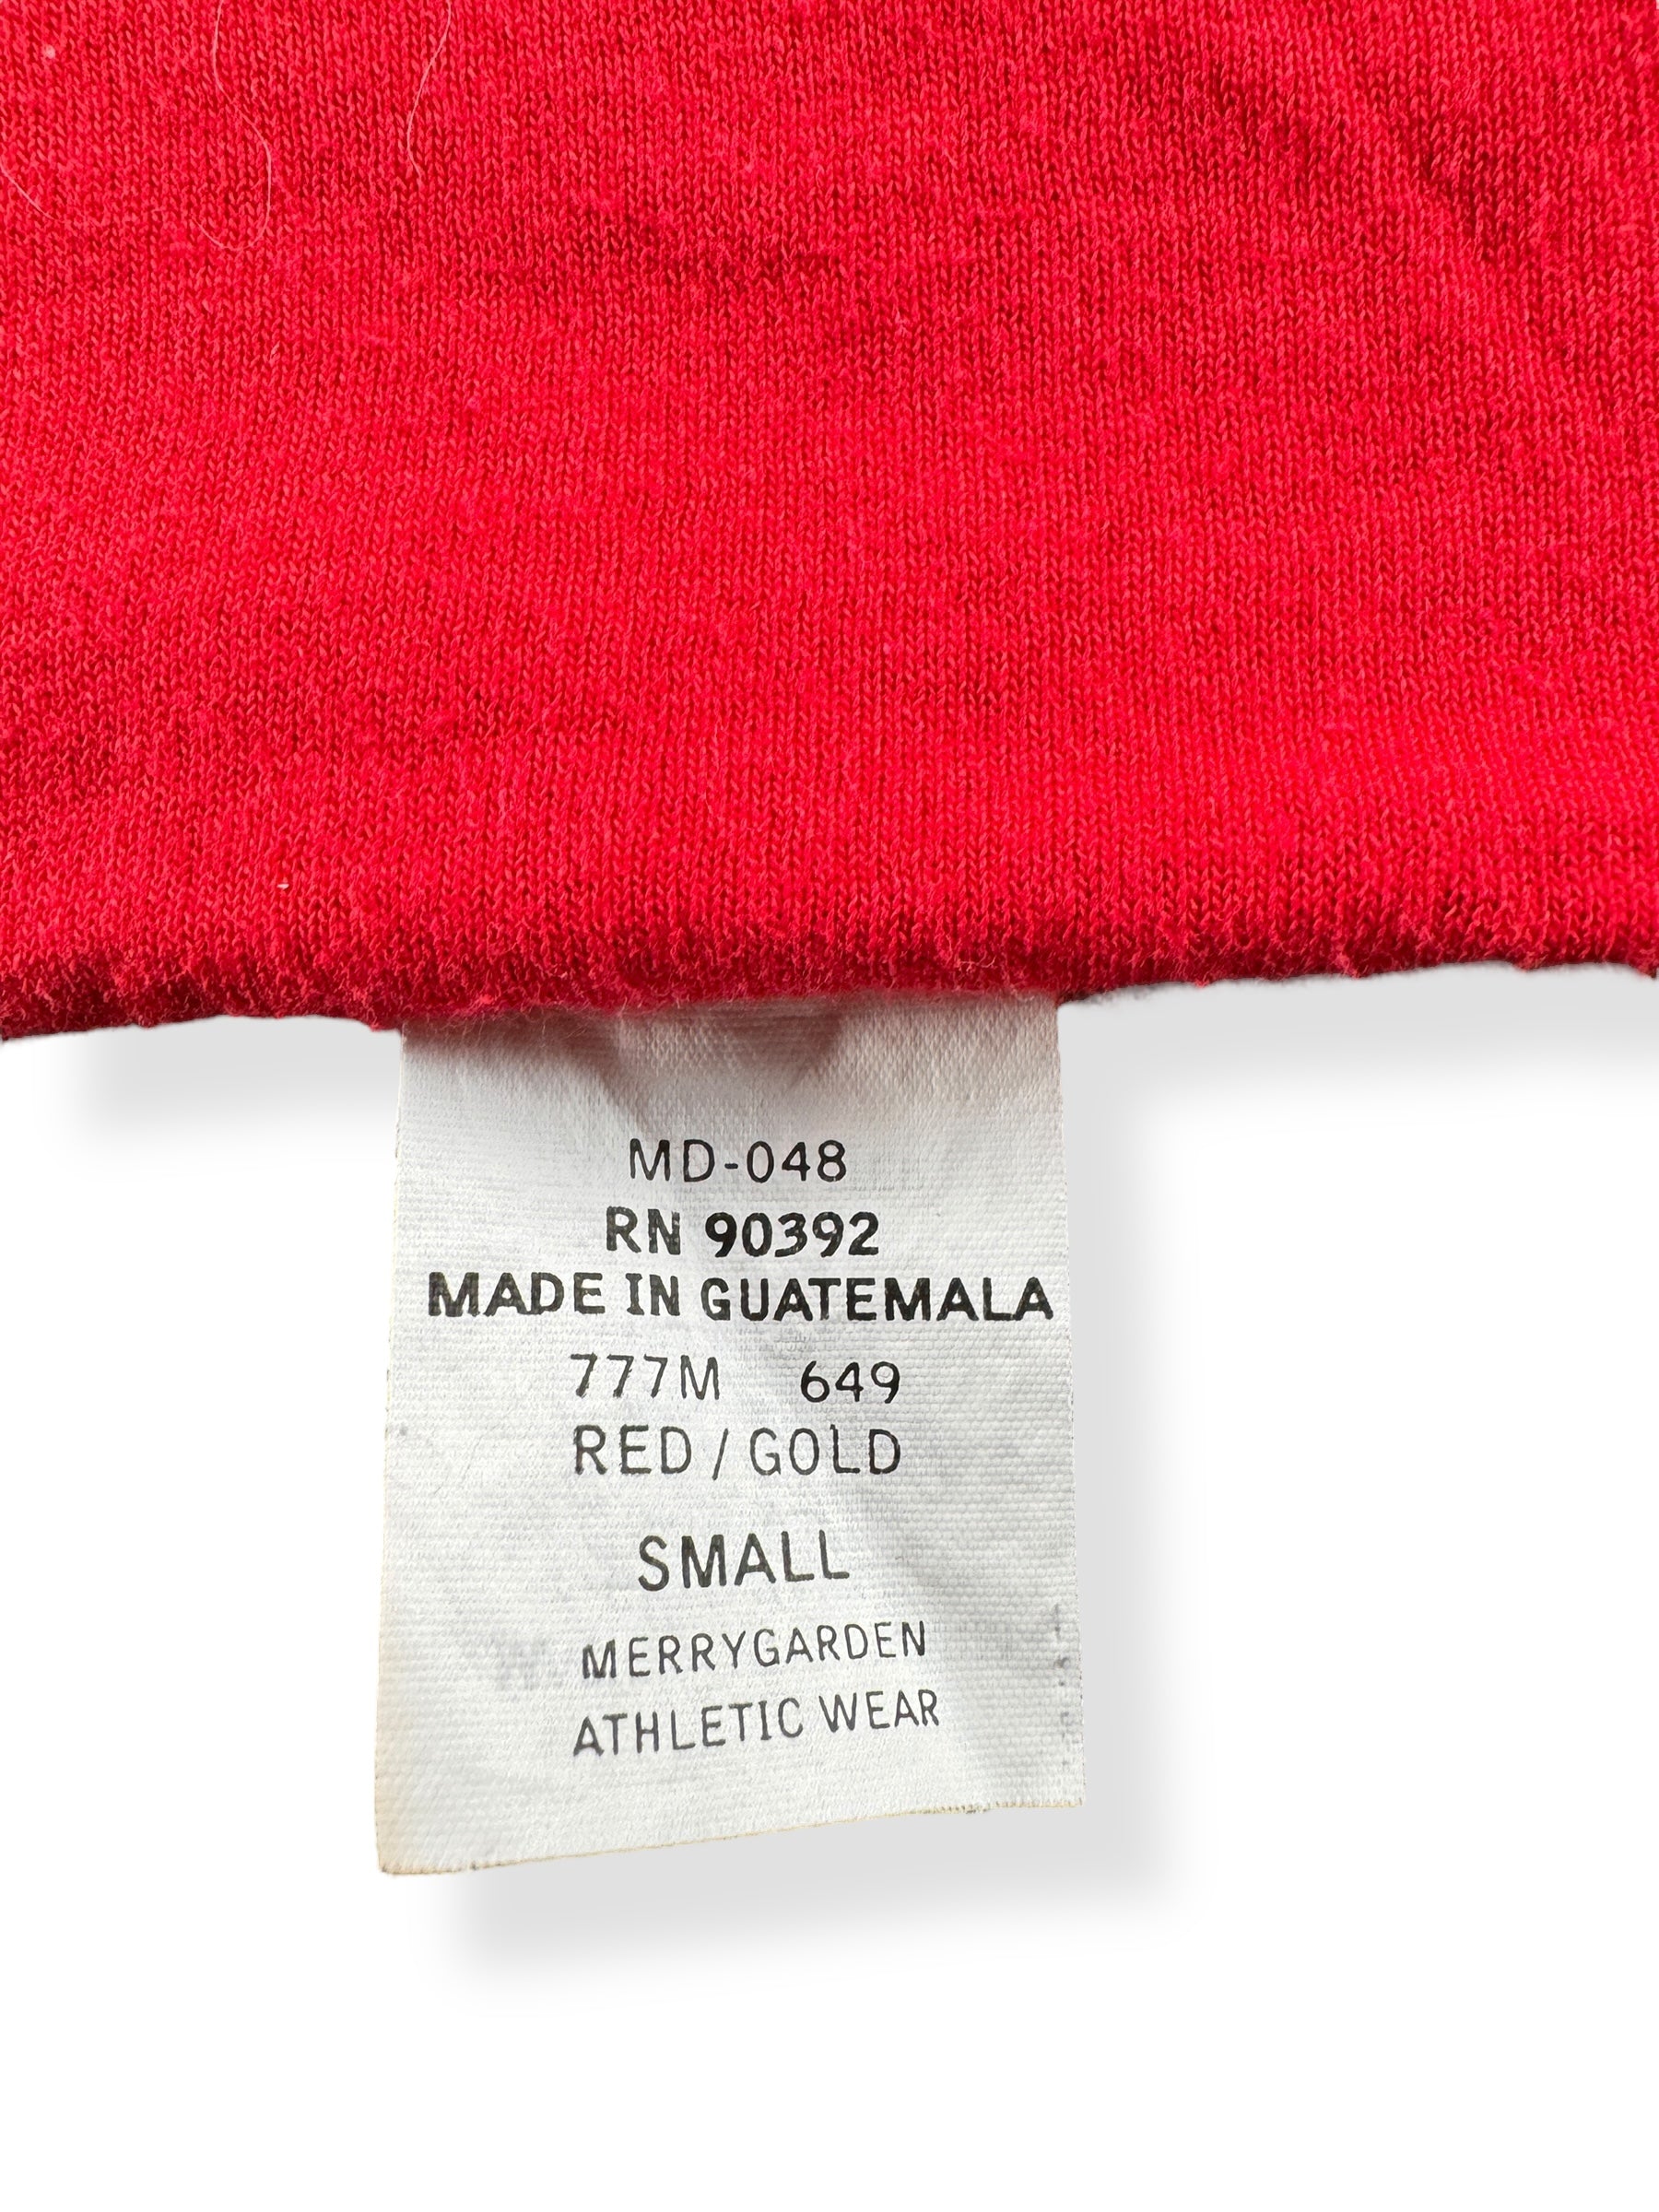 MD-048
RN 90392
MADE IN GUATEMALA
777M 649
RED / GOLD
SMALL
MERRYGARDEN
ATHLETIC WEAR